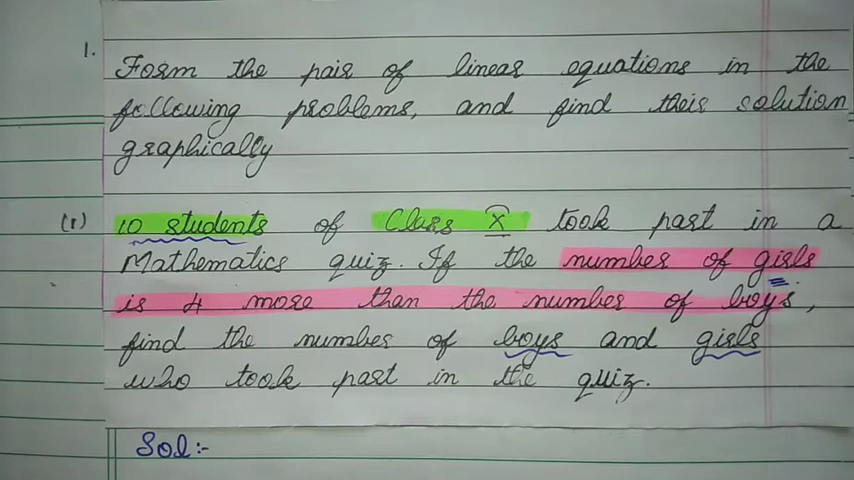 1. Form the pair of linear equations in the
following problems, and find their solution
graphically
(1) 10 students of Class X took part in a
Mathematics quiz. If the number of girls
is 4 more than the number of boys,
find the number of boys and girls
who took part in the quiz.
Sol:-